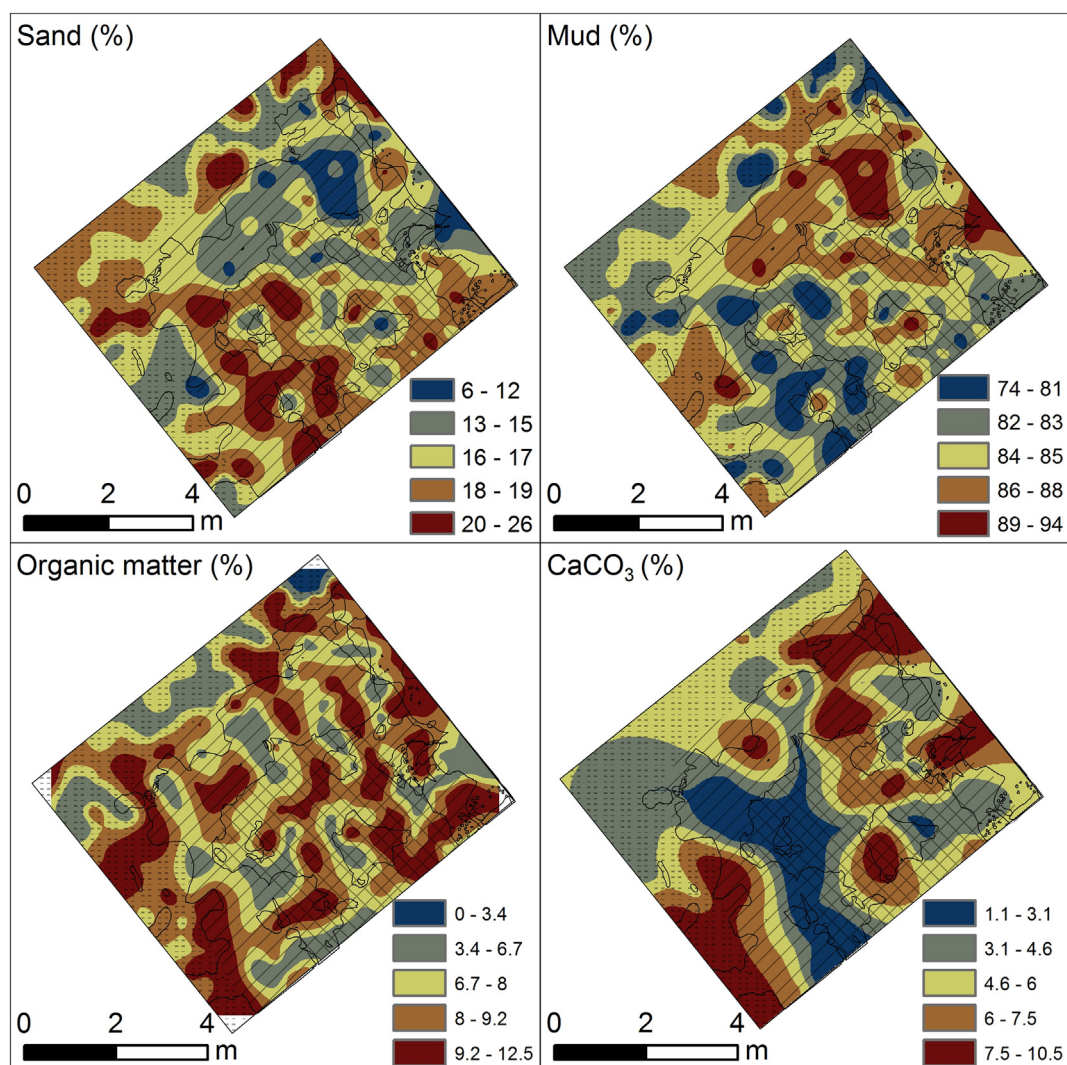 Sand (%)
6 - 12
13 - 15
16 - 17
18 - 19
20 - 26
0 2 4
m
Mud (%)
74 - 81
82 - 83
84 - 85
86 - 88
89 - 94
0 2 4
m
Organic matter (%)
0 - 3.4
3.4 - 6.7
6.7 - 8
8 - 9.2
9.2 - 12.5
0 2 4
m
CaCO₃ (%)
1.1 - 3.1
3.1 - 4.6
4.6 - 6
6 - 7.5
7.5 - 10.5
0 2 4
m